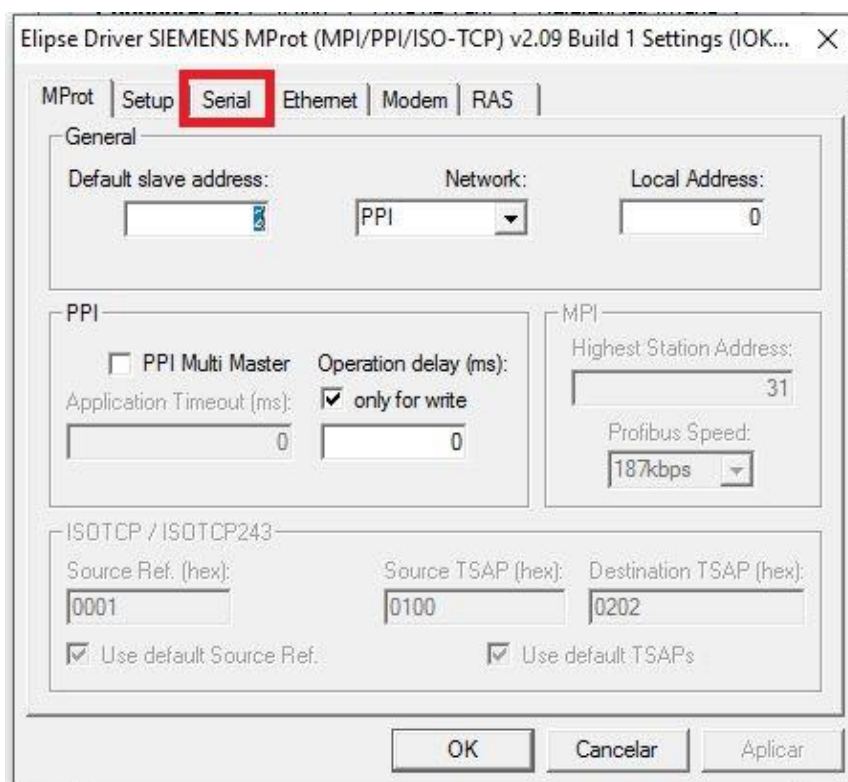 Elipse Driver SIEMENS MProt (MPI/PPI/ISO-TCP) v2.09 Build 1 Settings (IOK...
MProt Setup Serial Ethernet Modem RAS
General
Default slave address: Network: Local Address:
2 PPI 0
PPI
PPI Multi Master Operation delay (ms):
Application Timeout (ms): only for write
0 0
MPI
Highest Station Address:
31
Profibus Speed:
187kbps
ISOTCP / ISOTCP243
Source Ref. (hex): Source TSAP (hex): Destination TSAP (hex):
0001 0100 0202
Use default Source Ref. Use default TSAPs
OK Cancelar Aplicar